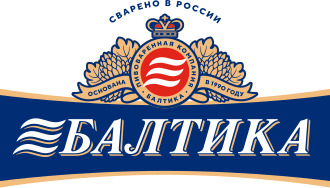 СВАРЕНО В РОССИИ
ПИВОВАРЕННАЯ КОМПАНИЯ
• БАЛТИКА •
ОСНОВАНА
В 1990 ГОДУ
БАЛТИКА